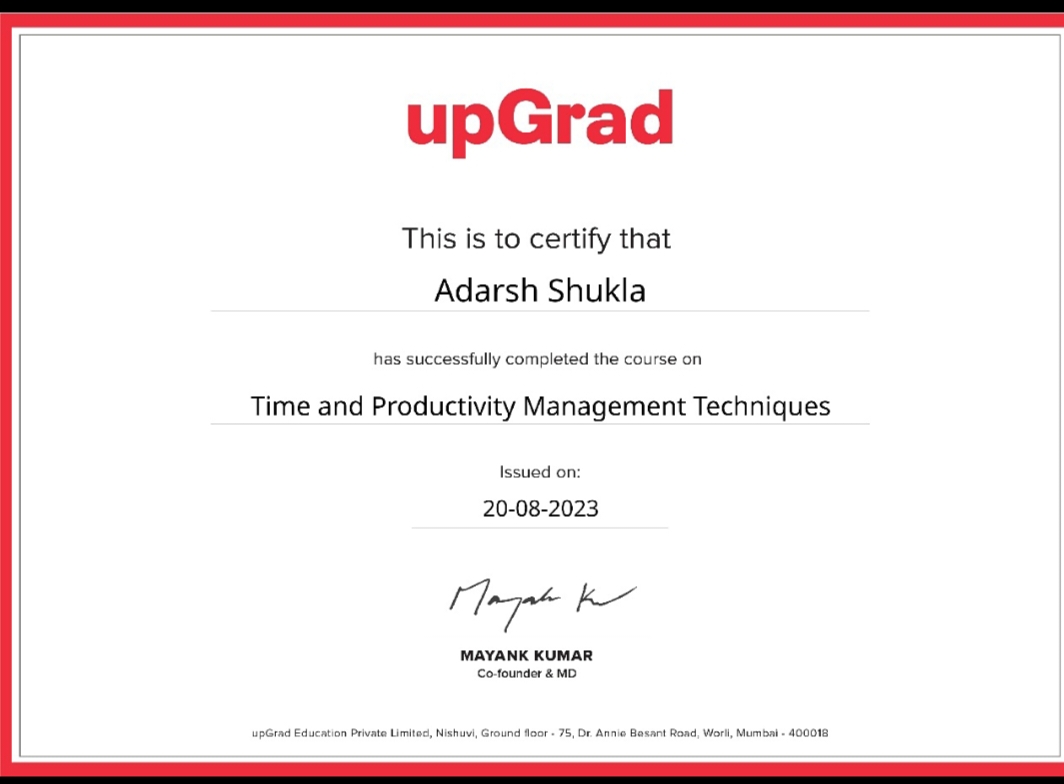 upGrad
This is to certify that
Adarsh Shukla
has successfully completed the course on
Time and Productivity Management Techniques
Issued on:
20-08-2023
Mayank Ku
MAYANK KUMAR
Co-founder & MD
upGrad Education Private Limited, Nishuvi, Ground floor - 75, Dr. Annie Besant Road, Worli, Mumbai - 400018